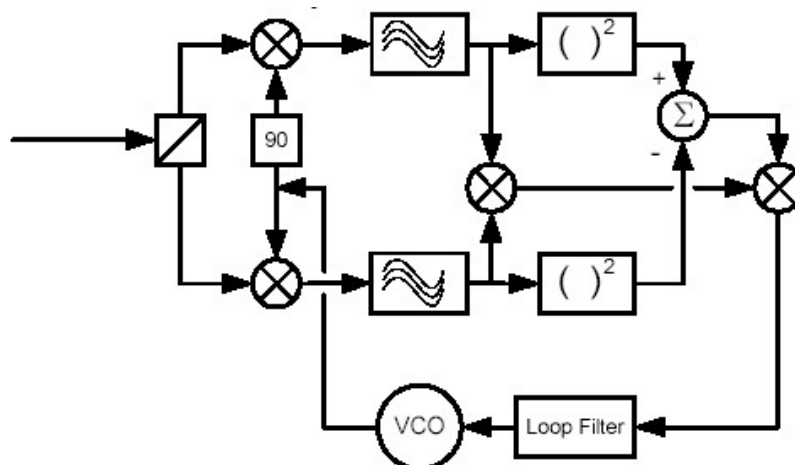 ( )2
+
90
Σ
-
( )2
VCO
Loop Filter